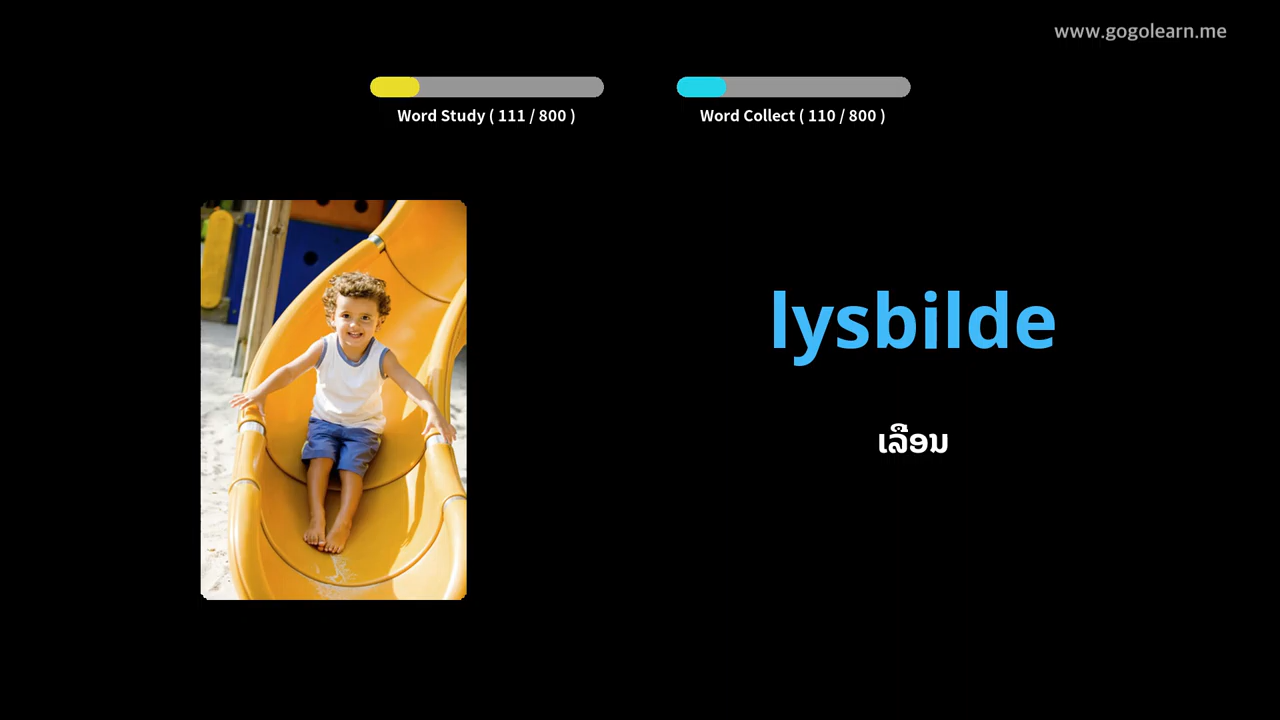 www.gogolearn.me
Word Study ( 111 / 800 )
Word Collect ( 110 / 800 )
lysbilde
ເລືອນ